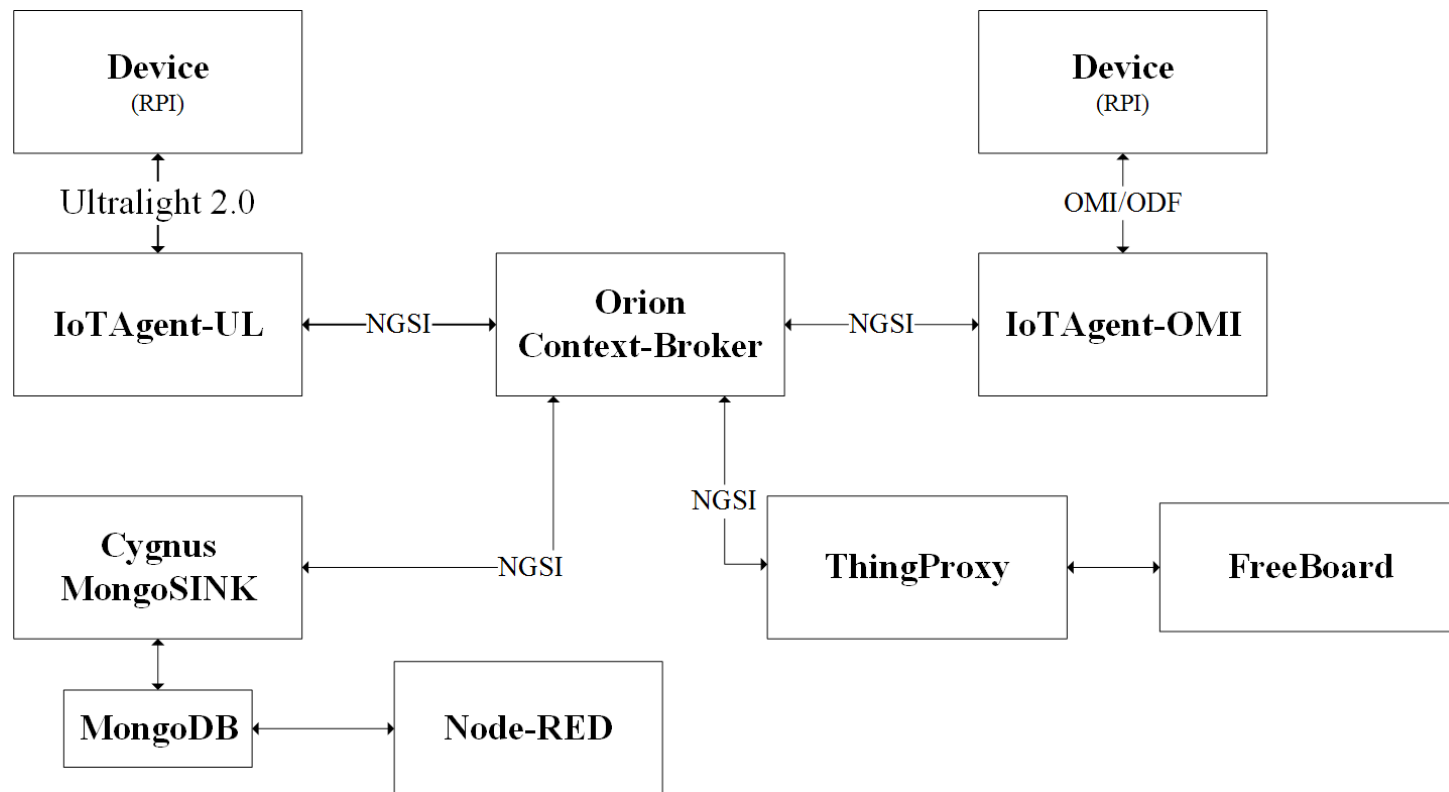 Device
(RPI)
Device
(RPI)
Ultralight 2.0
OMI/ODF
IoTAgent-UL
NGSI
Orion
Context-Broker
NGSI
IoTAgent-OMI
NGSI
Cygnus
MongoSINK
NGSI
ThingProxy
FreeBoard
MongoDB
Node-RED